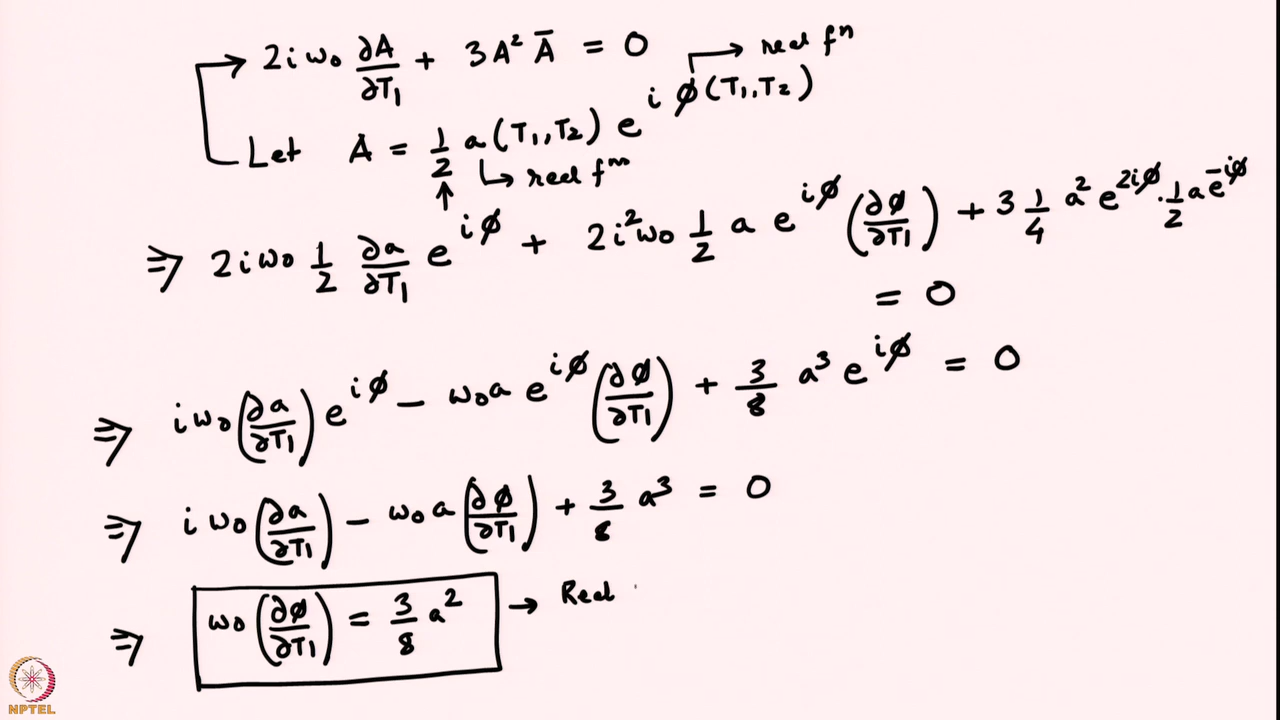 2iω₀ ∂A/∂T₁ + 3A² Ā = 0
→ real fⁿ
Let A = 1/2 a(T₁,T₂) e^{iφ(T₁,T₂)}
↳ real fⁿ
⇒ 2iω₀ 1/2 ∂a/∂T₁ e^{iφ} + 2i²ω₀ 1/2 a e^{iφ} (∂φ/∂T₁) + 3 1/4 a² e^{2iφ} · 1/2 a e^{-iφ}
= 0
⇒ iω₀ (∂a/∂T₁) e^{iφ} − ω₀a e^{iφ} (∂φ/∂T₁) + 3/8 a³ e^{iφ} = 0
⇒ iω₀ (∂a/∂T₁) − ω₀a (∂φ/∂T₁) + 3/8 a³ = 0
⇒ ω₀ (∂φ/∂T₁) = 3/8 a² → Real
NPTEL